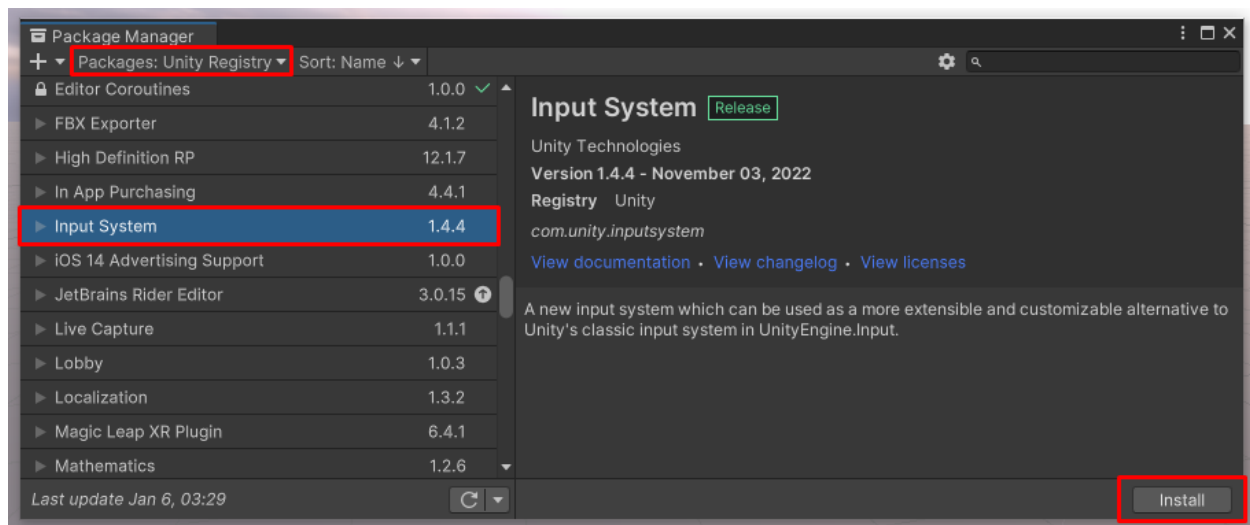 Package Manager
Packages: Unity Registry Sort: Name ↓
Editor Coroutines 1.0.0
FBX Exporter 4.1.2
High Definition RP 12.1.7
In App Purchasing 4.4.1
Input System 1.4.4
iOS 14 Advertising Support 1.0.0
JetBrains Rider Editor 3.0.15
Live Capture 1.1.1
Lobby 1.0.3
Localization 1.3.2
Magic Leap XR Plugin 6.4.1
Mathematics 1.2.6
Last update Jan 6, 03:29
Input System Release
Unity Technologies
Version 1.4.4 - November 03, 2022
Registry Unity
com.unity.inputsystem
View documentation • View changelog • View licenses
A new input system which can be used as a more extensible and customizable alternative to
Unity's classic input system in UnityEngine.Input.
Install